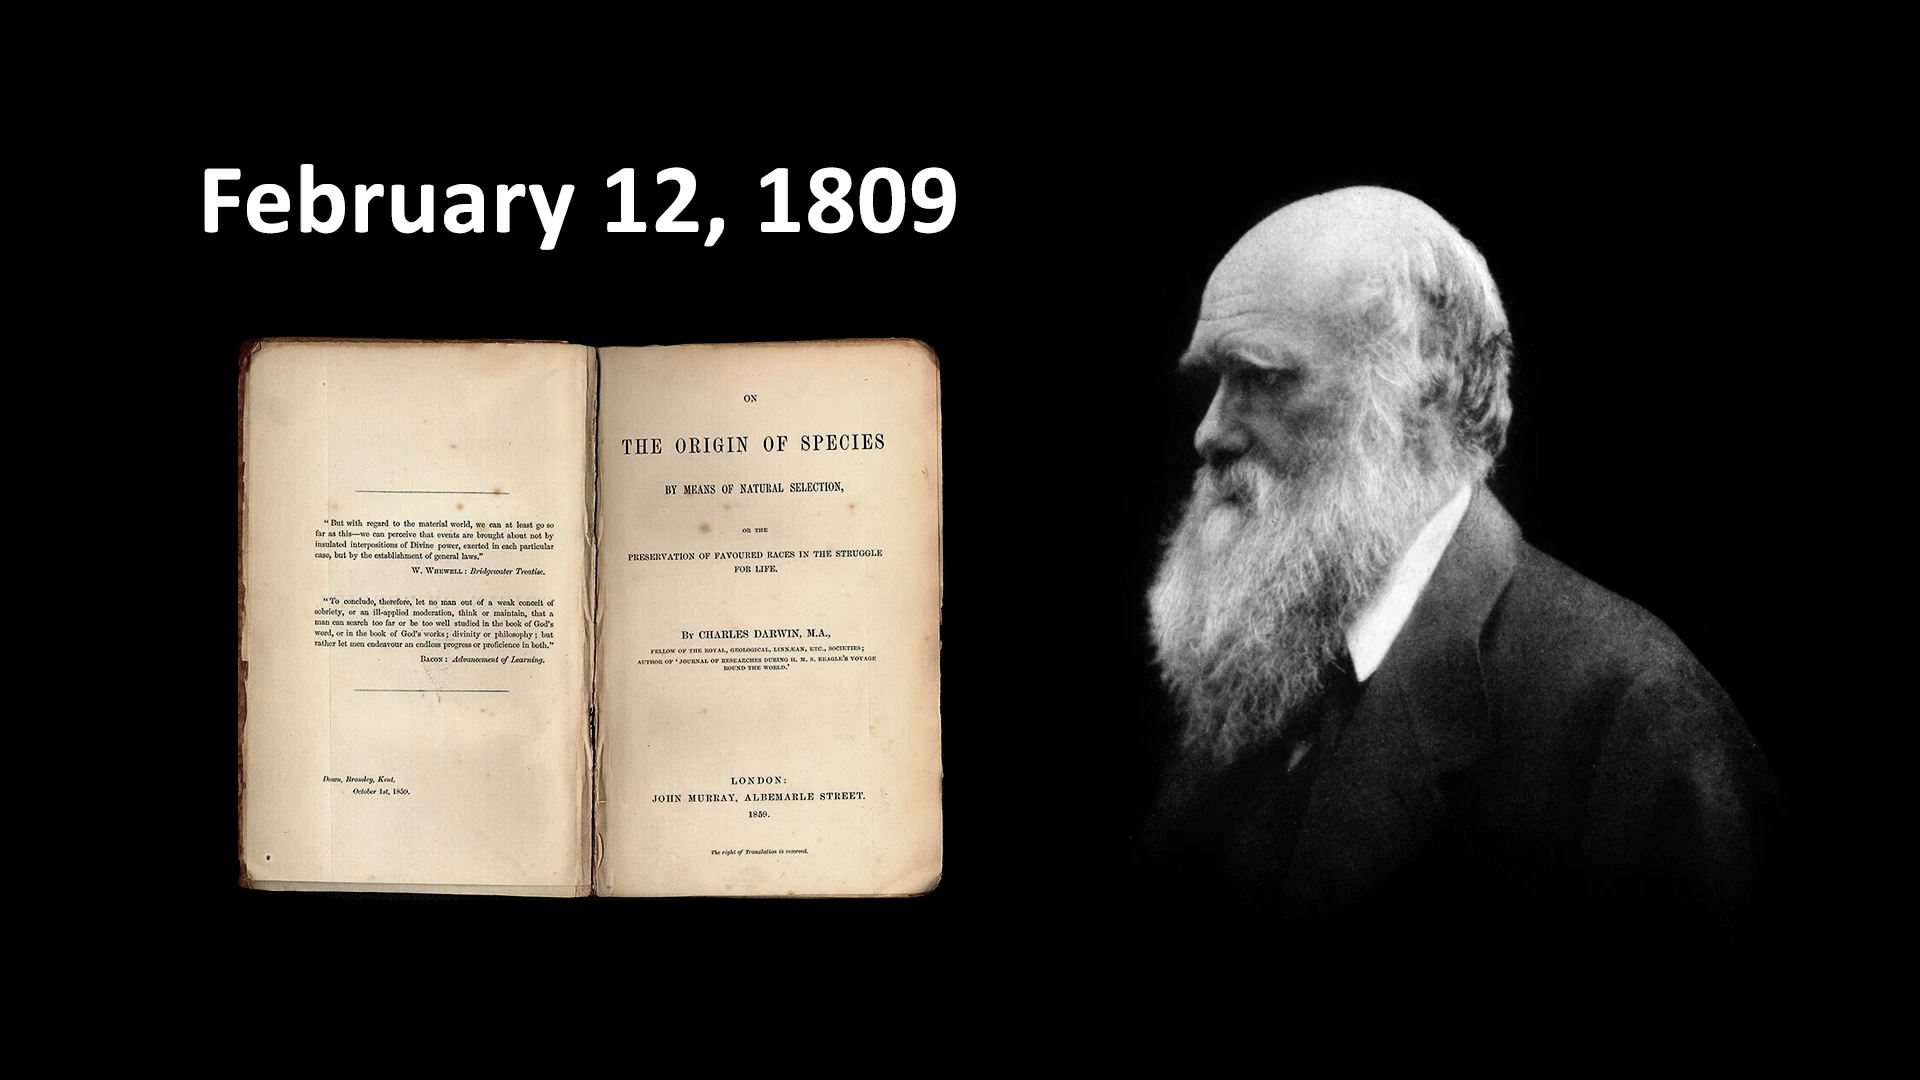 February 12, 1809
"But with regard to the material world, we can at least go so
far as this—we can perceive that events are brought about not by
insulated interpositions of Divine power, exerted in each particular
case, but by the establishment of general laws."
W. WHEWELL: Bridgewater Treatise.
"To conclude, therefore, let no man out of a weak conceit of
sobriety, or an ill-applied moderation, think or maintain, that a
man can search too far or be too well studied in the book of God's
word, or in the book of God's works; divinity or philosophy; but
rather let men endeavour an endless progress or proficience in both."
BACON: Advancement of Learning.
Down, Bromley, Kent,
October 1st, 1859.
ON
THE ORIGIN OF SPECIES
BY MEANS OF NATURAL SELECTION,
OR THE
PRESERVATION OF FAVOURED RACES IN THE STRUGGLE
FOR LIFE.
By CHARLES DARWIN, M.A.,
FELLOW OF THE ROYAL, GEOLOGICAL, LINNÆAN, ETC., SOCIETIES;
AUTHOR OF 'JOURNAL OF RESEARCHES DURING H. M. S. BEAGLE'S VOYAGE
ROUND THE WORLD.'
LONDON:
JOHN MURRAY, ALBEMARLE STREET.
1859.
The right of Translation is reserved.